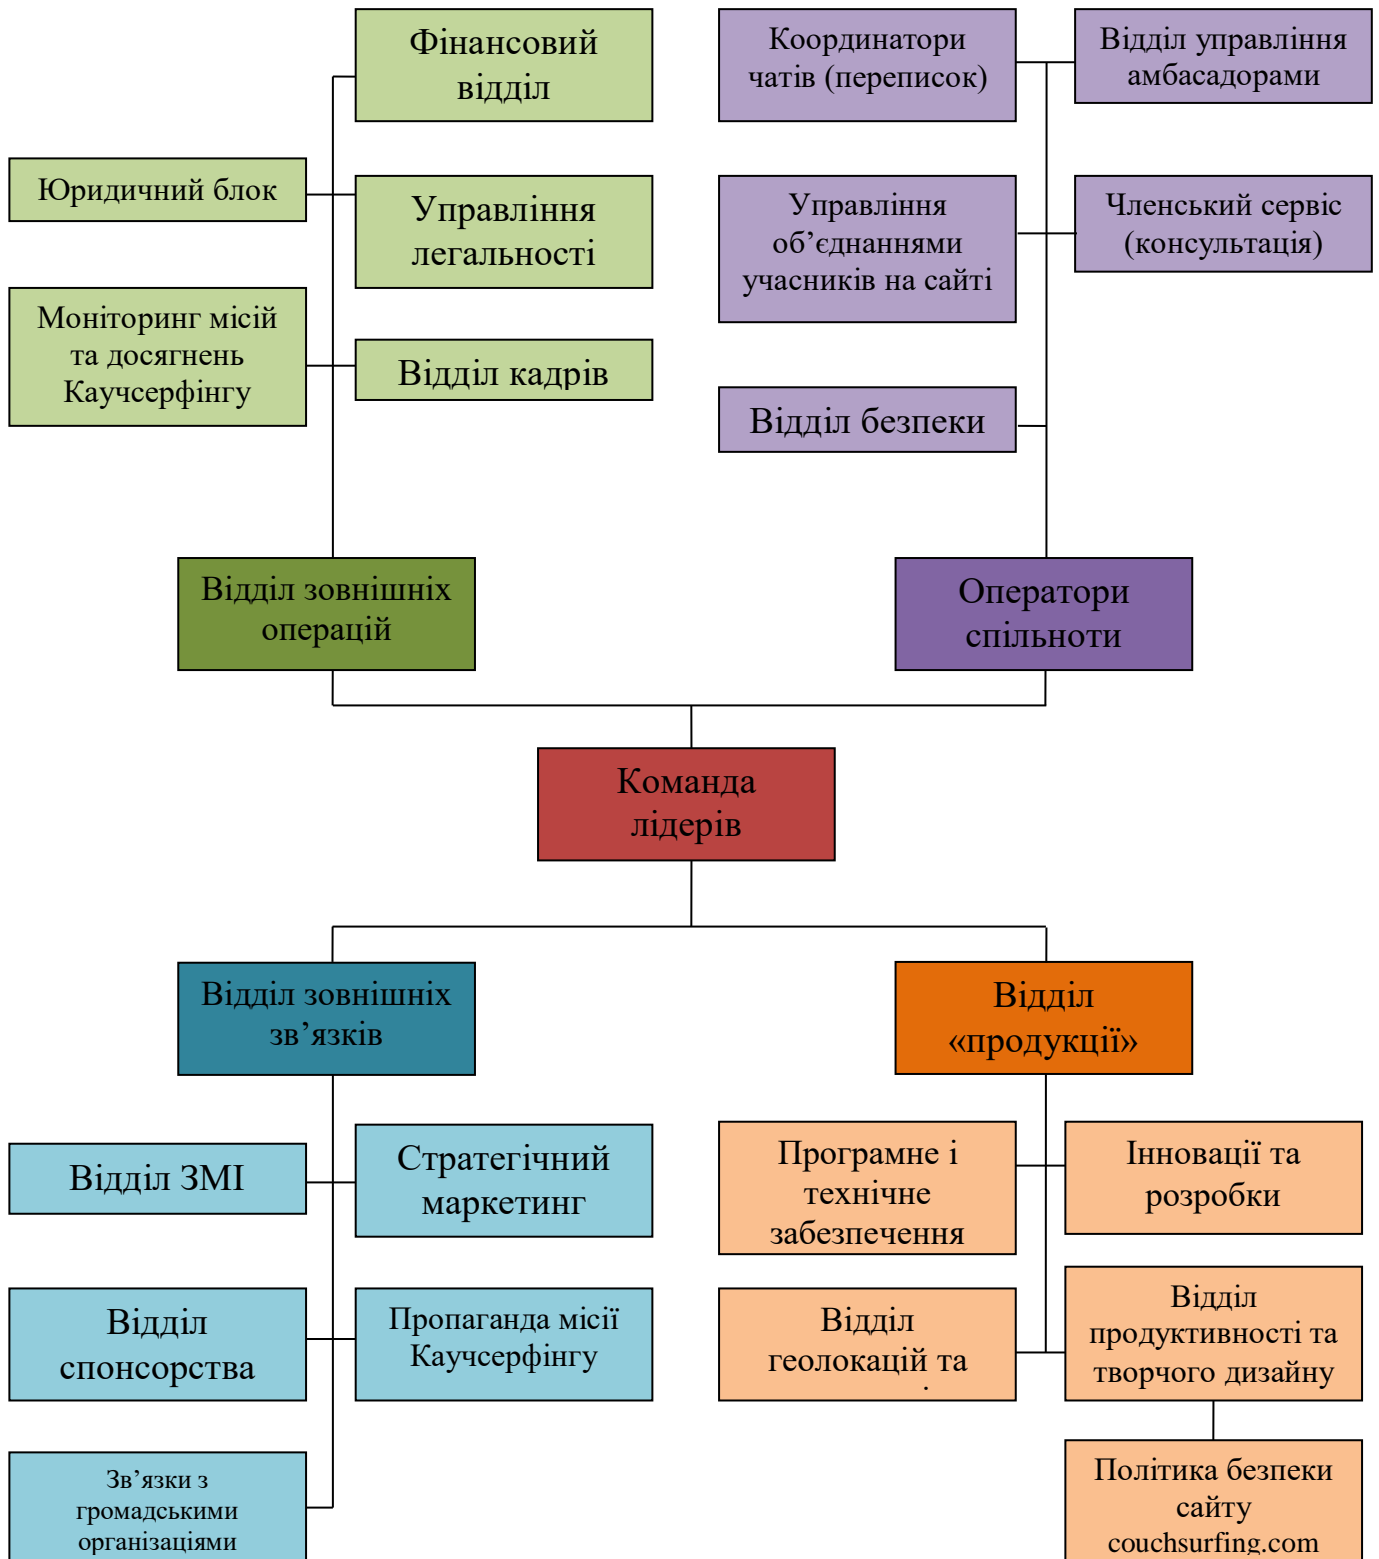 Фінансовий
відділ
Координатори
чатів (переписок)
Відділ управління
амбасадорами
Юридичний блок
Управління
легальності
Управління
об’єднаннями
учасників на сайті
Членський сервіс
(консультація)
Моніторинг місій
та досягнень
Каучсерфінгу
Відділ кадрів
Відділ безпеки
Відділ зовнішніх
операцій
Оператори
спільноти
Команда
лідерів
Відділ зовнішніх
зв’язків
Відділ
«продукції»
Відділ ЗМІ
Стратегічний
маркетинг
Програмне і
технічне
забезпечення
Інновації та
розробки
Відділ
спонсорства
Пропаганда місії
Каучсерфінгу
Відділ
геолокацій та
Відділ
продуктивності та
творчого дизайну
Зв’язки з
громадськими
організаціями
Політика безпеки
сайту
couchsurfing.com